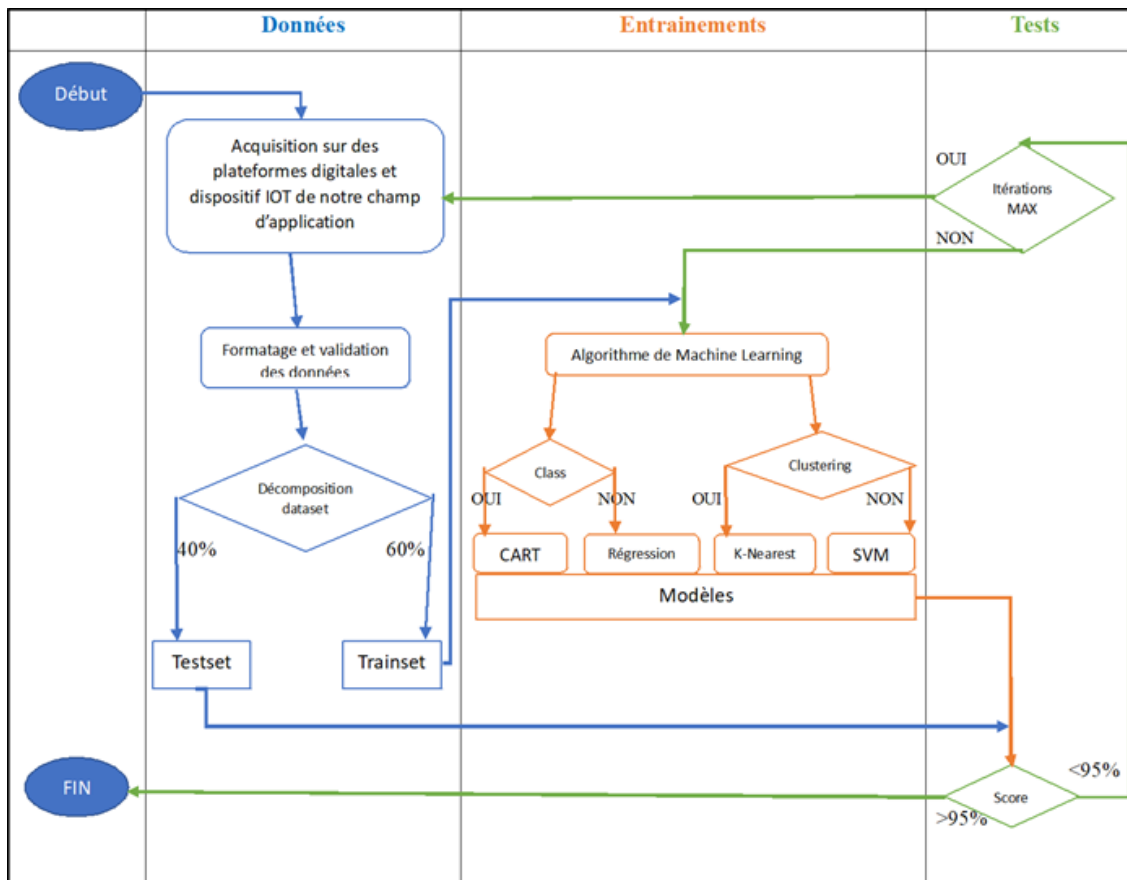 Données
Entrainements
Tests
Début
Acquisition sur des
plateformes digitales et
dispositif IOT de notre champ
d'application
OUI
Itérations
MAX
NON
Formatage et validation
des données
Algorithme de Machine Learning
Décomposition
dataset
Class
Clustering
OUI
NON
OUI
NON
40%
60%
CART
Régression
K-Nearest
SVM
Modèles
Testset
Trainset
FIN
<95%
Score
>95%